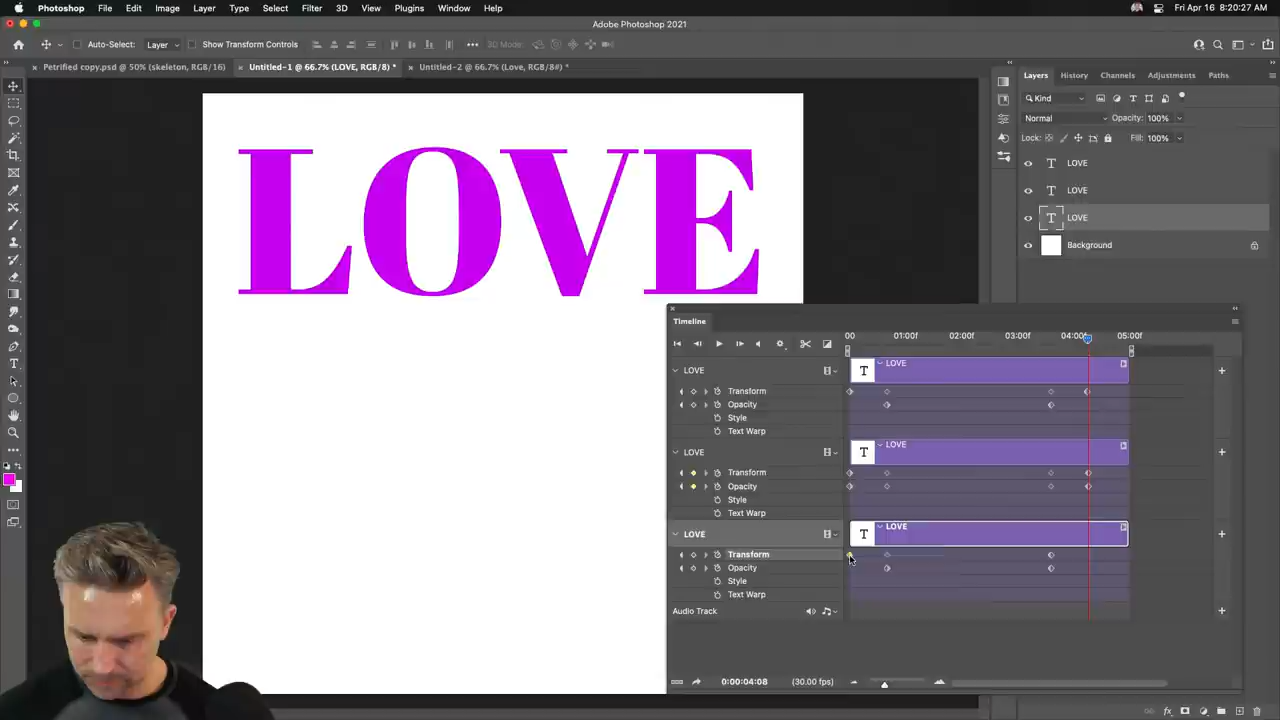 Photoshop File Edit Image Layer Type Select Filter 3D View Plugins Window Help Fri Apr 16 8:20:27 AM
Adobe Photoshop 2021
Auto-Select: Layer Show Transform Controls 3D Mode:
Petrified copy.psd @ 50% (skeleton, RGB/16) Untitled-1 @ 66.7% (LOVE, RGB/8) * Untitled-2 @ 66.7% (Love, RGB/8#) *
LOVE
Layers History Channels Adjustments Paths
Kind
Normal Opacity: 100%
Lock: Fill: 100%
T LOVE
T LOVE
T LOVE
Background
Timeline
00 01:00f 02:00f 03:00f 04:00f 05:00f
LOVE T LOVE
Transform
Opacity
Style
Text Warp
LOVE T LOVE
Transform
Opacity
Style
Text Warp
LOVE T LOVE
Transform
Opacity
Style
Text Warp
Audio Track
0:00:04:08 (30.00 fps)